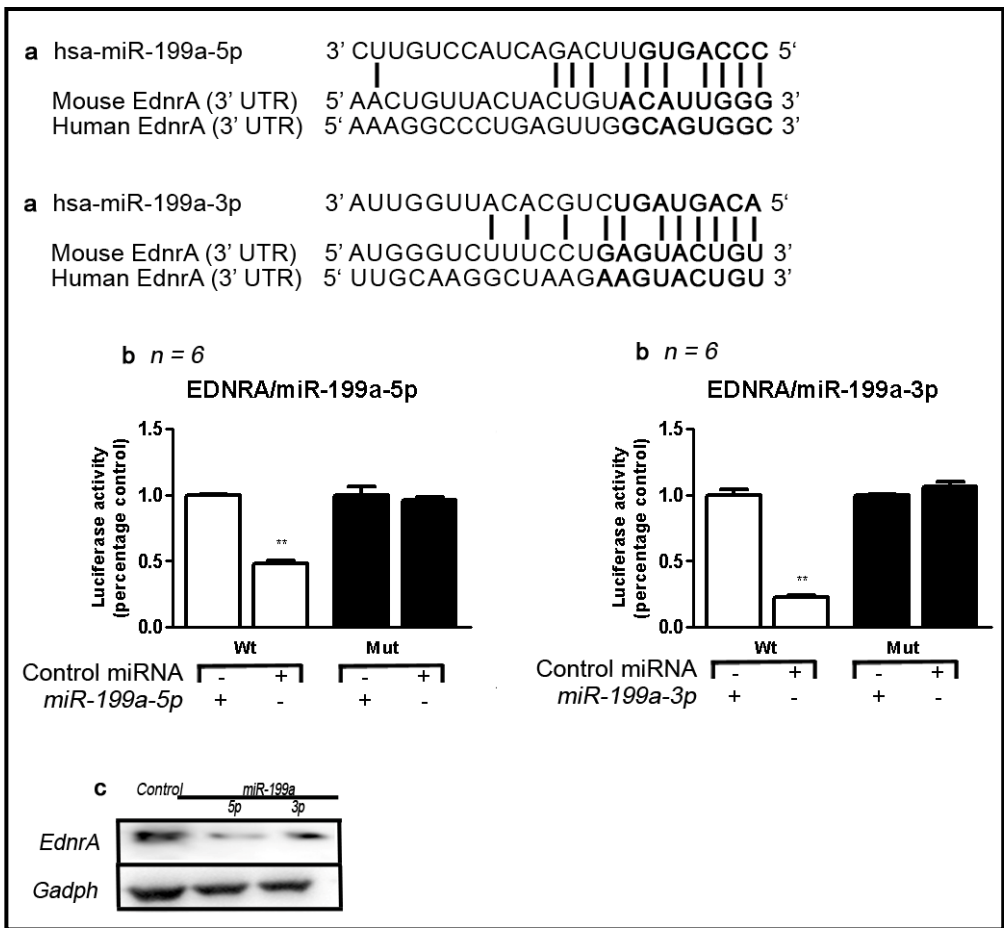 a hsa-miR-199a-5p 3' CUUGUCCAUCAGACUUGUGACCC 5‘
Mouse EdnrA (3’ UTR) 5’ AACUGUUACUACUGUACAUUGGG 3’
Human EdnrA (3’ UTR) 5‘ AAAGGCCCUGAGUUGGCAGUGGC 3’
a hsa-miR-199a-3p 3' AUUGGUUACACGUCUGAUGACA 5‘
Mouse EdnrA (3’ UTR) 5’ AUGGGUCUUUCCUGAGUACUGU 3’
Human EdnrA (3’ UTR) 5‘ UUGCAAGGCUAAGAAGUACUGU 3’
b n = 6
EDNRA/miR-199a-5p
Luciferase activity
(percentage control)
1.5
1.0
0.5
0.0
**
Wt Mut
Control miRNA - + - +
miR-199a-5p + - + -
b n = 6
EDNRA/miR-199a-3p
Luciferase activity
(percentage control)
1.5
1.0
0.5
0.0
**
Wt Mut
Control miRNA - + - +
miR-199a-3p + - + -
c Control miR-199a
5p 3p
EdnrA
Gadph